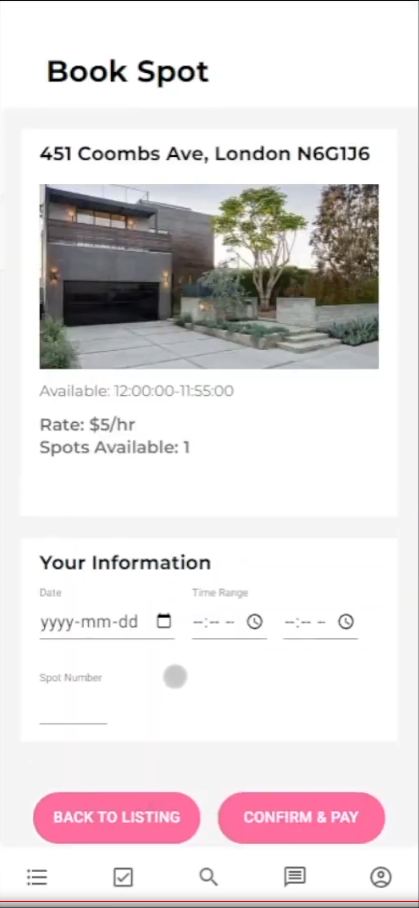 Book Spot
451 Coombs Ave, London N6G1J6
Available: 12:00:00-11:55:00
Rate: $5/hr
Spots Available: 1
Your Information
Date Time Range
yyyy-mm-dd --:-- -- --:-- --
Spot Number
BACK TO LISTING CONFIRM & PAY